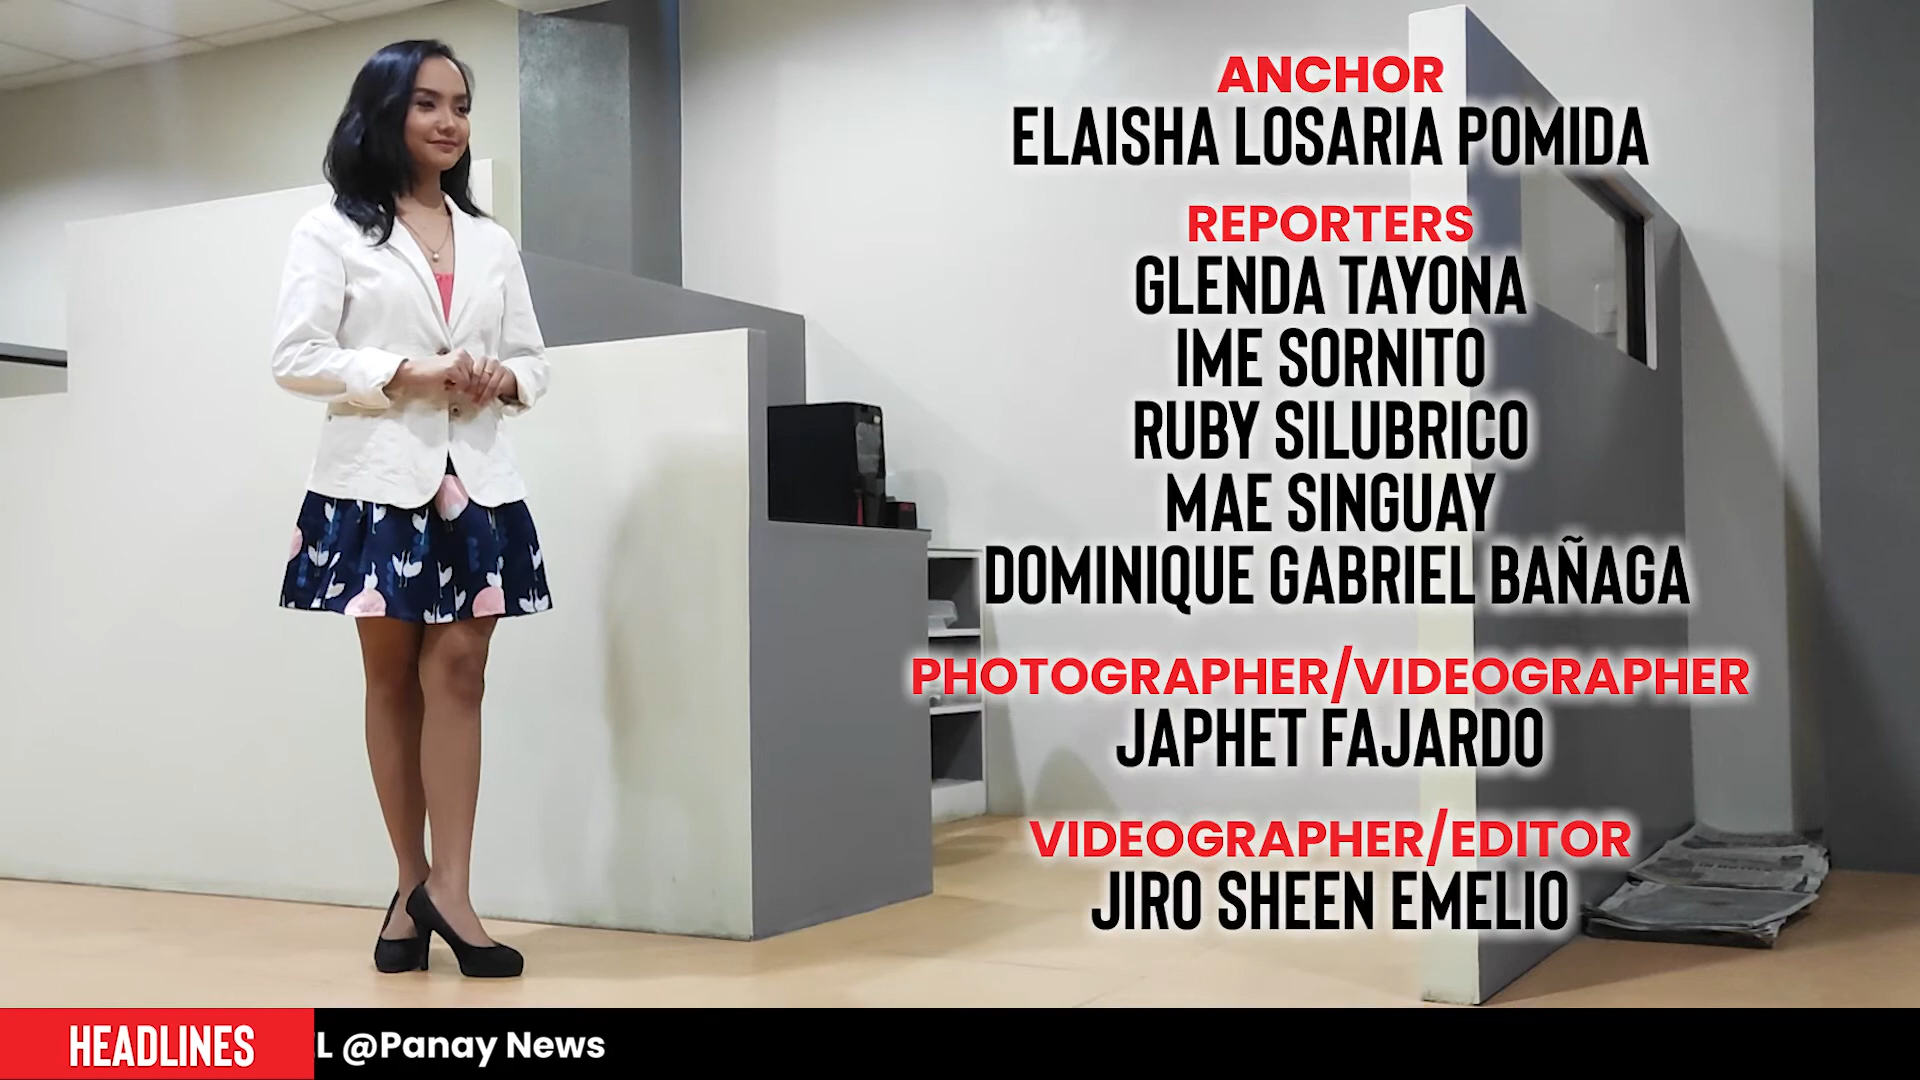 ANCHOR
ELAISHA LOSARIA POMIDA
REPORTERS
GLENDA TAYONA
IME SORNITO
RUBY SILUBRICO
MAE SINGUAY
DOMINIQUE GABRIEL BAÑAGA
PHOTOGRAPHER/VIDEOGRAPHER
JAPHET FAJARDO
VIDEOGRAPHER/EDITOR
JIRO SHEEN EMELIO
HEADLINES
L @Panay News